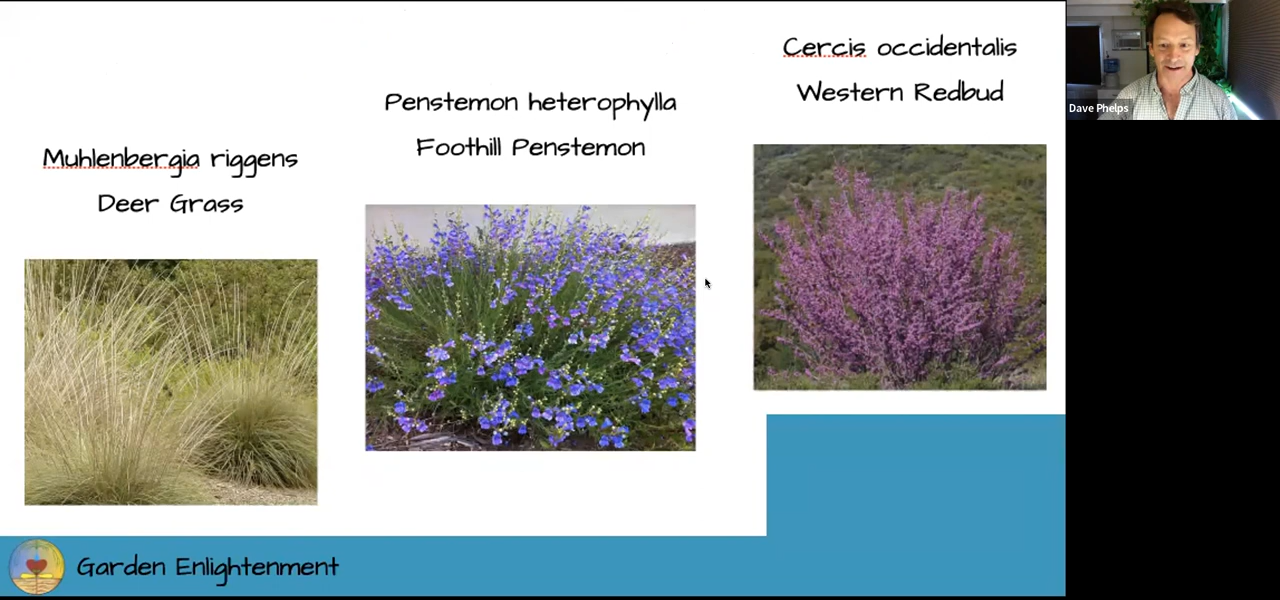 Muhlenbergia riggens
Deer Grass
Penstemon heterophylla
Foothill Penstemon
Cercis occidentalis
Western Redbud
Dave Phelps
Garden Enlightenment